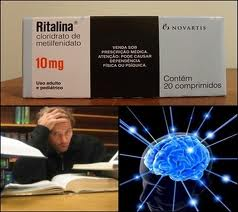 Ritalina®
cloridrato de
metilfenidato
10 mg
Uso adulto
e pediátrico
VENDA SOB
PRESCRIÇÃO MÉDICA.
ATENÇÃO: PODE CAUSAR
DEPENDÊNCIA
FÍSICA OU PSÍQUICA.
NOVARTIS
Contém
20 comprimidos